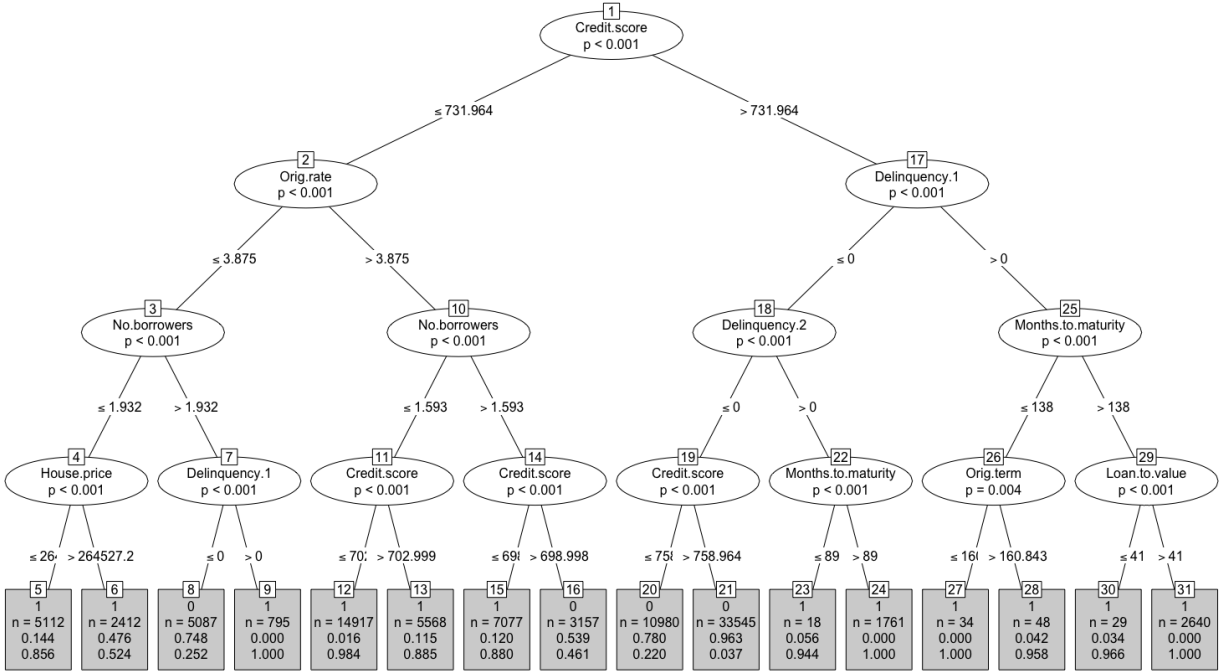 1
Credit.score
p < 0.001
≤ 731.964
> 731.964
2
Orig.rate
p < 0.001
17
Delinquency.1
p < 0.001
≤ 3.875
> 3.875
≤ 0
> 0
3
No.borrowers
p < 0.001
10
No.borrowers
p < 0.001
18
Delinquency.2
p < 0.001
25
Months.to.maturity
p < 0.001
≤ 1.932
> 1.932
≤ 1.593
> 1.593
≤ 0
> 0
≤ 138
> 138
4
House.price
p < 0.001
7
Delinquency.1
p < 0.001
11
Credit.score
p < 0.001
14
Credit.score
p < 0.001
19
Credit.score
p < 0.001
22
Months.to.maturity
p < 0.001
26
Orig.term
p = 0.004
29
Loan.to.value
p < 0.001
> 264527.2
≤ 0
> 0
> 702.999
> 698.998
> 758.964
≤ 89
> 89
> 160.843
≤ 41
> 41
5
1
n = 5112
0.144
0.856
6
1
n = 2412
0.476
0.524
8
0
n = 5087
0.748
0.252
9
1
n = 795
0.000
1.000
12
1
n = 14917
0.016
0.984
13
1
n = 5568
0.115
0.885
15
1
n = 7077
0.120
0.880
16
0
n = 3157
0.539
0.461
20
0
n = 10980
0.780
0.220
21
0
n = 33545
0.963
0.037
23
1
n = 18
0.056
0.944
24
1
n = 1761
0.000
1.000
27
1
n = 34
0.000
1.000
28
1
n = 48
0.042
0.958
30
1
n = 29
0.034
0.966
31
1
n = 2640
0.000
1.000